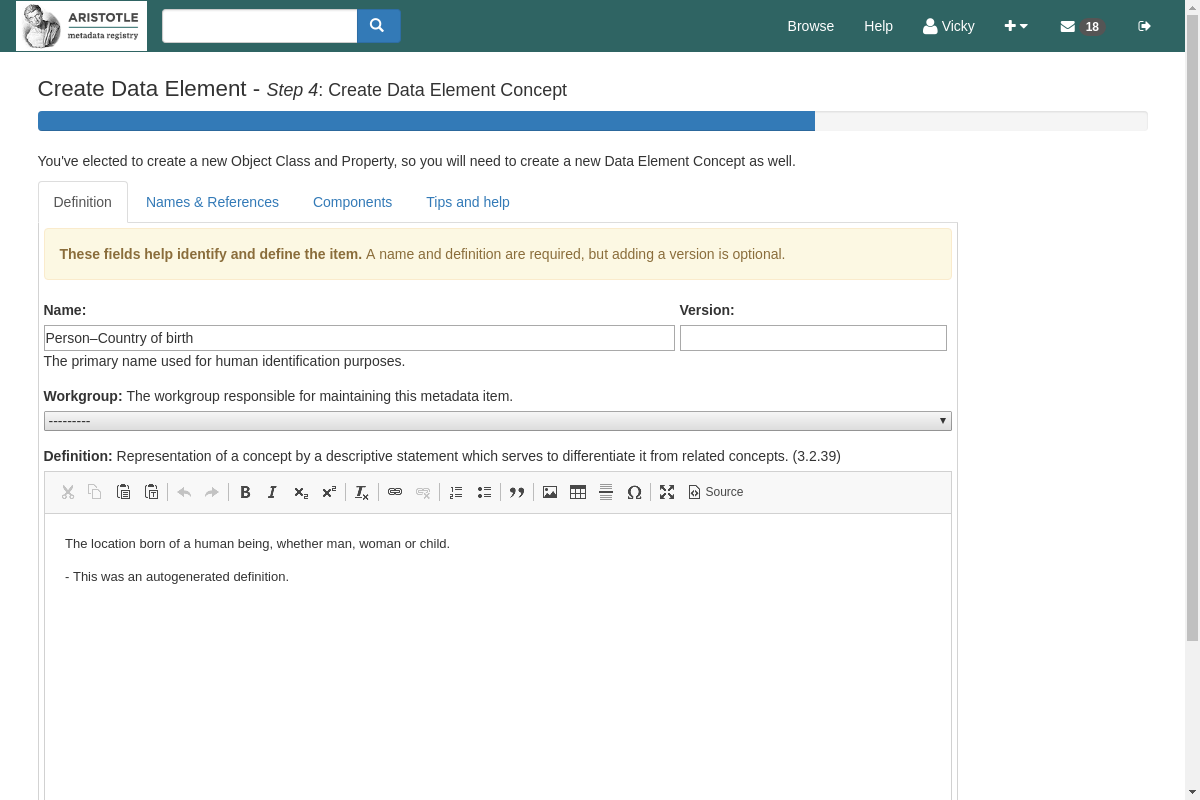 ARISTOTLE
metadata registry
Browse Help Vicky 18
Create Data Element - Step 4: Create Data Element Concept
You've elected to create a new Object Class and Property, so you will need to create a new Data Element Concept as well.
Definition Names & References Components Tips and help
These fields help identify and define the item. A name and definition are required, but adding a version is optional.
Name: Version:
Person–Country of birth
The primary name used for human identification purposes.
Workgroup: The workgroup responsible for maintaining this metadata item.
---------
Definition: Representation of a concept by a descriptive statement which serves to differentiate it from related concepts. (3.2.39)
Source
The location born of a human being, whether man, woman or child.
- This was an autogenerated definition.